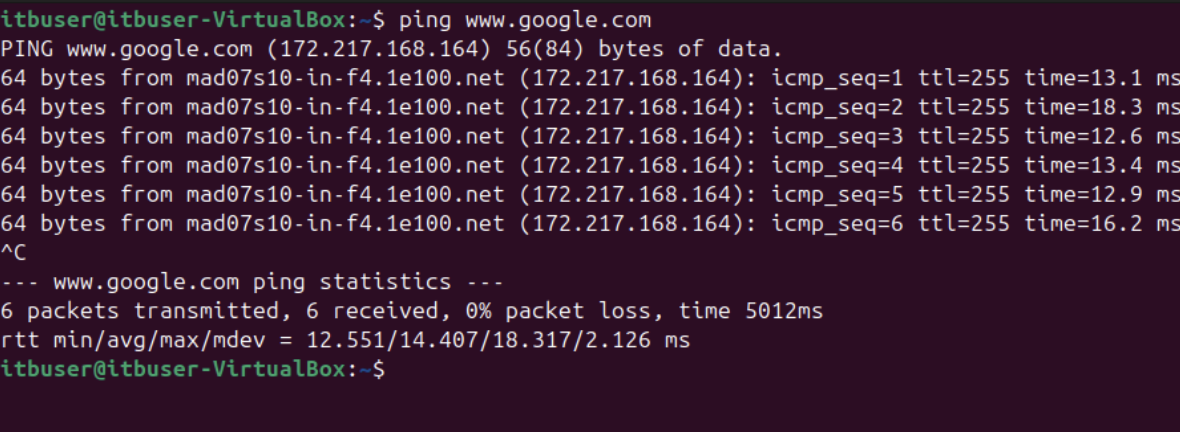 itbuser@itbuser-VirtualBox:~$ ping www.google.com
PING www.google.com (172.217.168.164) 56(84) bytes of data.
64 bytes from mad07s10-in-f4.1e100.net (172.217.168.164): icmp_seq=1 ttl=255 time=13.1 ms
64 bytes from mad07s10-in-f4.1e100.net (172.217.168.164): icmp_seq=2 ttl=255 time=18.3 ms
64 bytes from mad07s10-in-f4.1e100.net (172.217.168.164): icmp_seq=3 ttl=255 time=12.6 ms
64 bytes from mad07s10-in-f4.1e100.net (172.217.168.164): icmp_seq=4 ttl=255 time=13.4 ms
64 bytes from mad07s10-in-f4.1e100.net (172.217.168.164): icmp_seq=5 ttl=255 time=12.9 ms
64 bytes from mad07s10-in-f4.1e100.net (172.217.168.164): icmp_seq=6 ttl=255 time=16.2 ms
^C
--- www.google.com ping statistics ---
6 packets transmitted, 6 received, 0% packet loss, time 5012ms
rtt min/avg/max/mdev = 12.551/14.407/18.317/2.126 ms
itbuser@itbuser-VirtualBox:~$